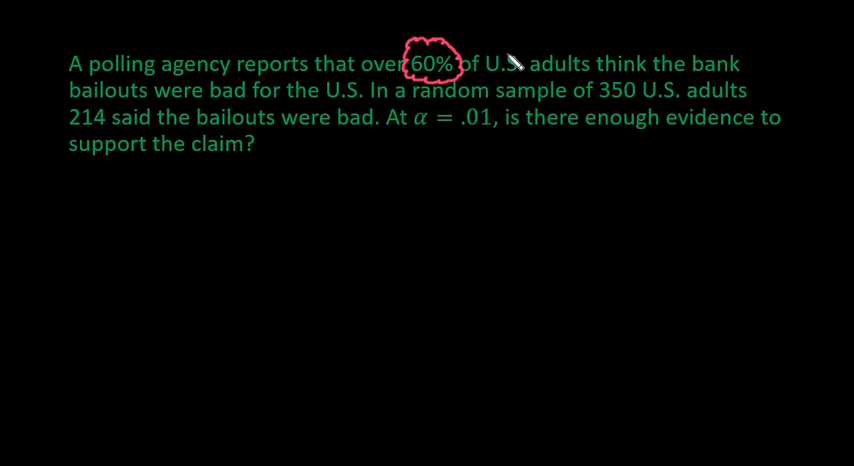 A polling agency reports that over 60% of U.S. adults think the bank
bailouts were bad for the U.S. In a random sample of 350 U.S. adults
214 said the bailouts were bad. At α = .01, is there enough evidence to
support the claim?